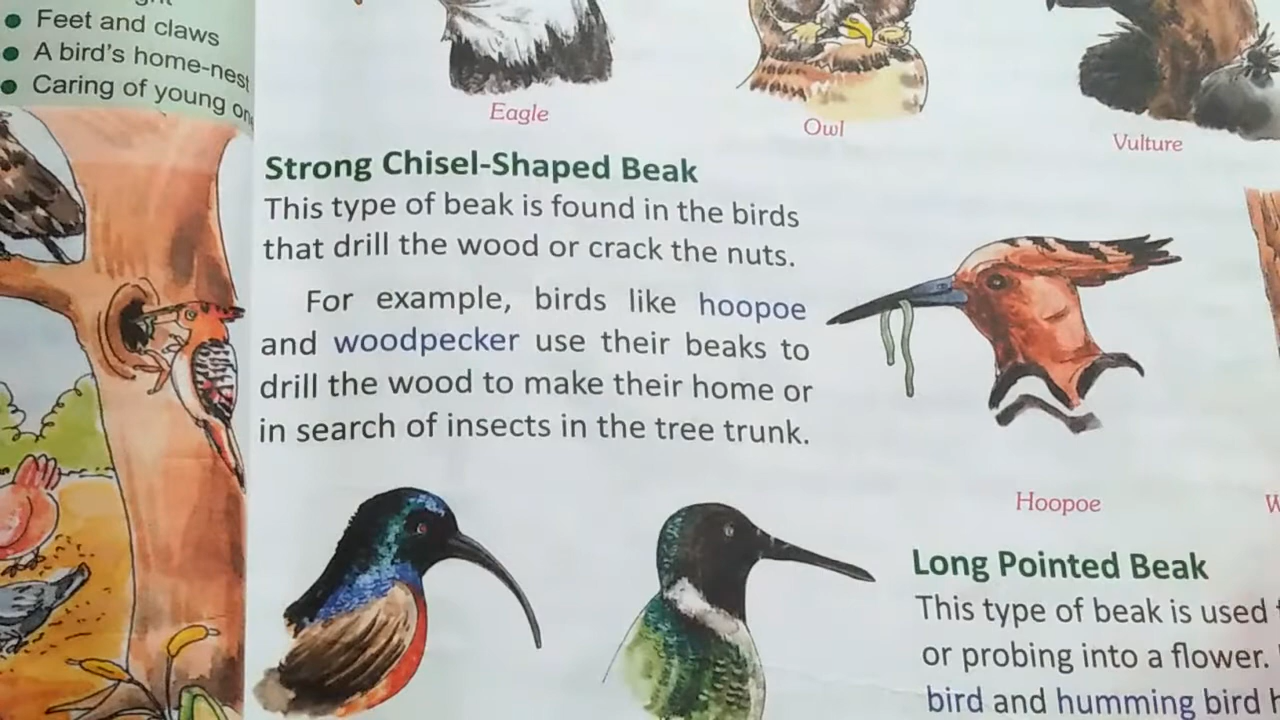 Feet and claws
A bird's home-nest
Caring of young
Eagle
Owl
Vulture
Strong Chisel-Shaped Beak
This type of beak is found in the birds
that drill the wood or crack the nuts.
For example, birds like hoopoe
and woodpecker use their beaks to
drill the wood to make their home or
in search of insects in the tree trunk.
Hoopoe
Long Pointed Beak
This type of beak is used
or probing into a flower.
bird and humming bird